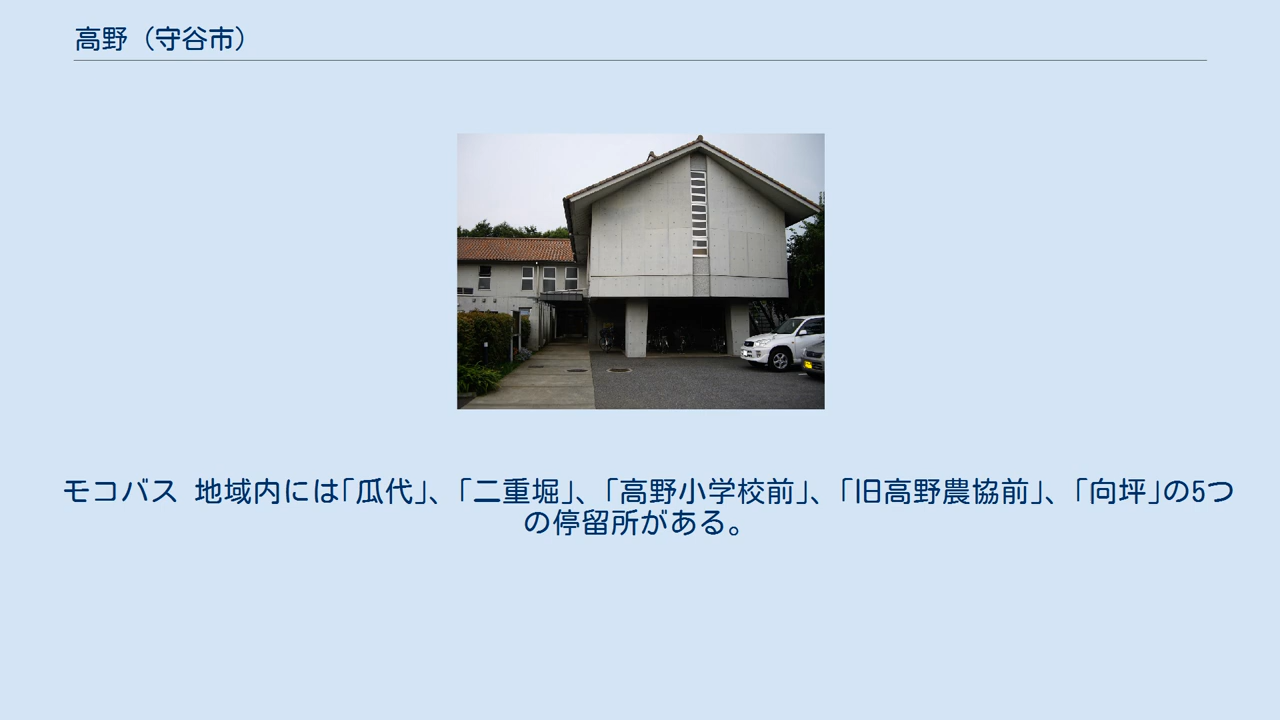 高野（守谷市）
モコバス 地域内には｢瓜代｣、｢二重堀｣、｢高野小学校前｣、｢旧高野農協前｣、｢向坪｣の5つ
の停留所がある。